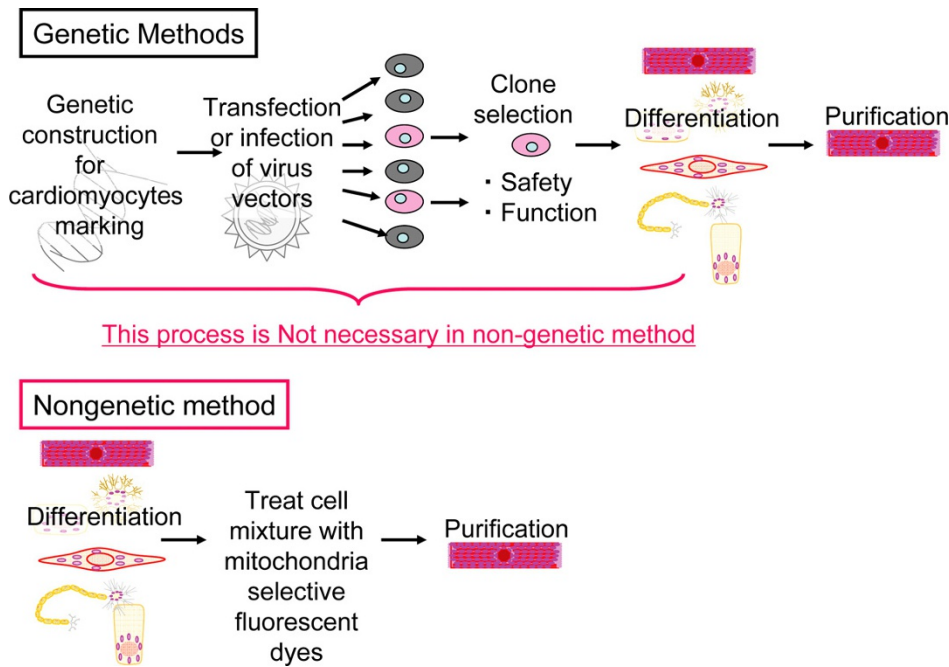 Genetic Methods
Genetic
construction
for
cardiomyocytes
marking
Transfection
or infection
of virus
vectors
Clone
selection
・Safety
・Function
Differentiation
Purification
This process is Not necessary in non-genetic method
Nongenetic method
Differentiation
Treat cell
mixture with
mitochondria
selective
fluorescent
dyes
Purification